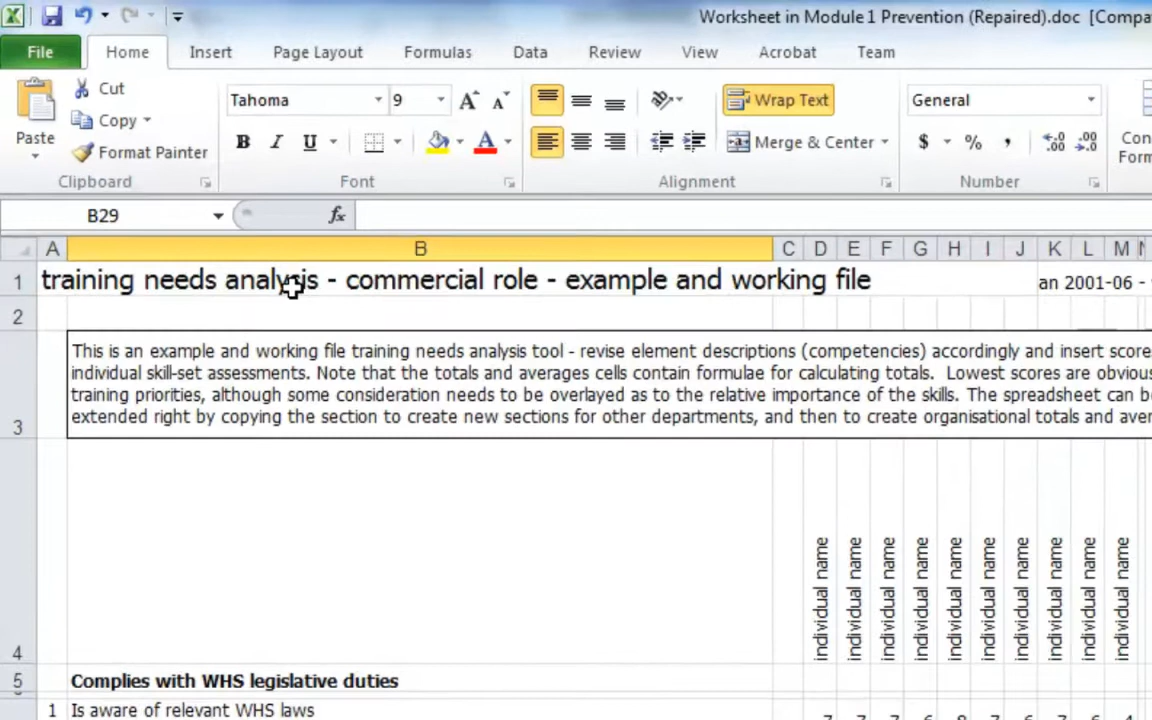 Worksheet in Module 1 Prevention (Repaired).doc [Compa
File Home Insert Page Layout Formulas Data Review View Acrobat Team
Cut
Tahoma 9 A A Wrap Text General
Copy
Paste B I U A Merge & Center $ % , .00 .00 Con
Format Painter Form
Clipboard Font Alignment Number
B29 fx
A B C D E F G H I J K L M
1 training needs analysis - commercial role - example and working file an 2001-06 -
2
This is an example and working file training needs analysis tool - revise element descriptions (competencies) accordingly and insert score
individual skill-set assessments. Note that the totals and averages cells contain formulae for calculating totals. Lowest scores are obviou
training priorities, although some consideration needs to be overlayed as to the relative importance of the skills. The spreadsheet can b
extended right by copying the section to create new sections for other departments, and then to create organisational totals and aver
3
individual name
individual name
individual name
individual name
individual name
individual name
individual name
individual name
individual name
individual name
4
5 Complies with WHS legislative duties
1 Is aware of relevant WHS laws